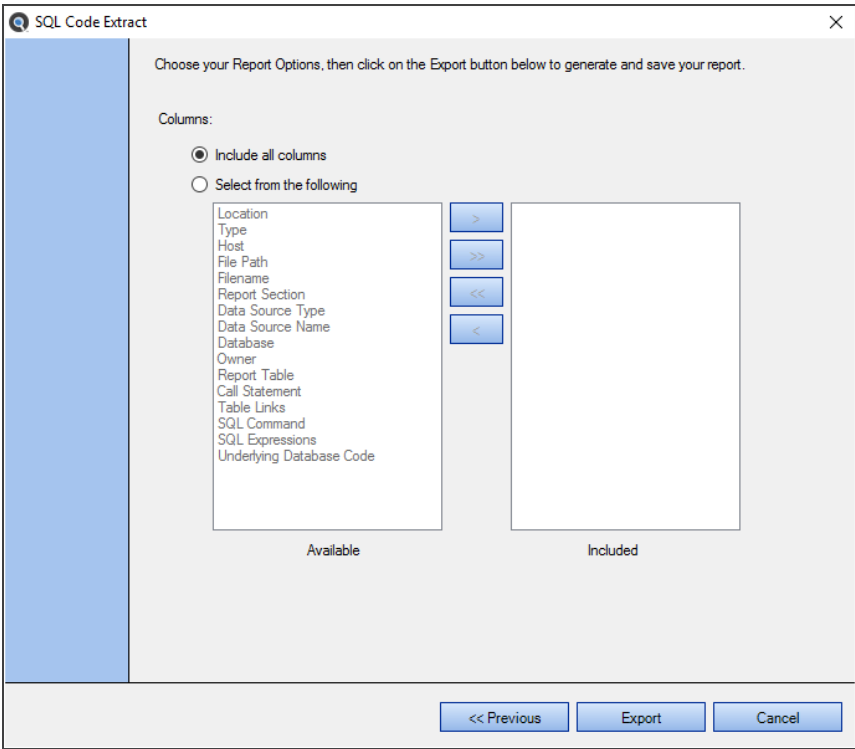 SQL Code Extract
Choose your Report Options, then click on the Export button below to generate and save your report.
Columns:
Include all columns
Select from the following
Location
Type
Host
File Path
Filename
Report Section
Data Source Type
Data Source Name
Database
Owner
Report Table
Call Statement
Table Links
SQL Command
SQL Expressions
Underlying Database Code
>
>>
<<
<
Available
Included
<< Previous
Export
Cancel